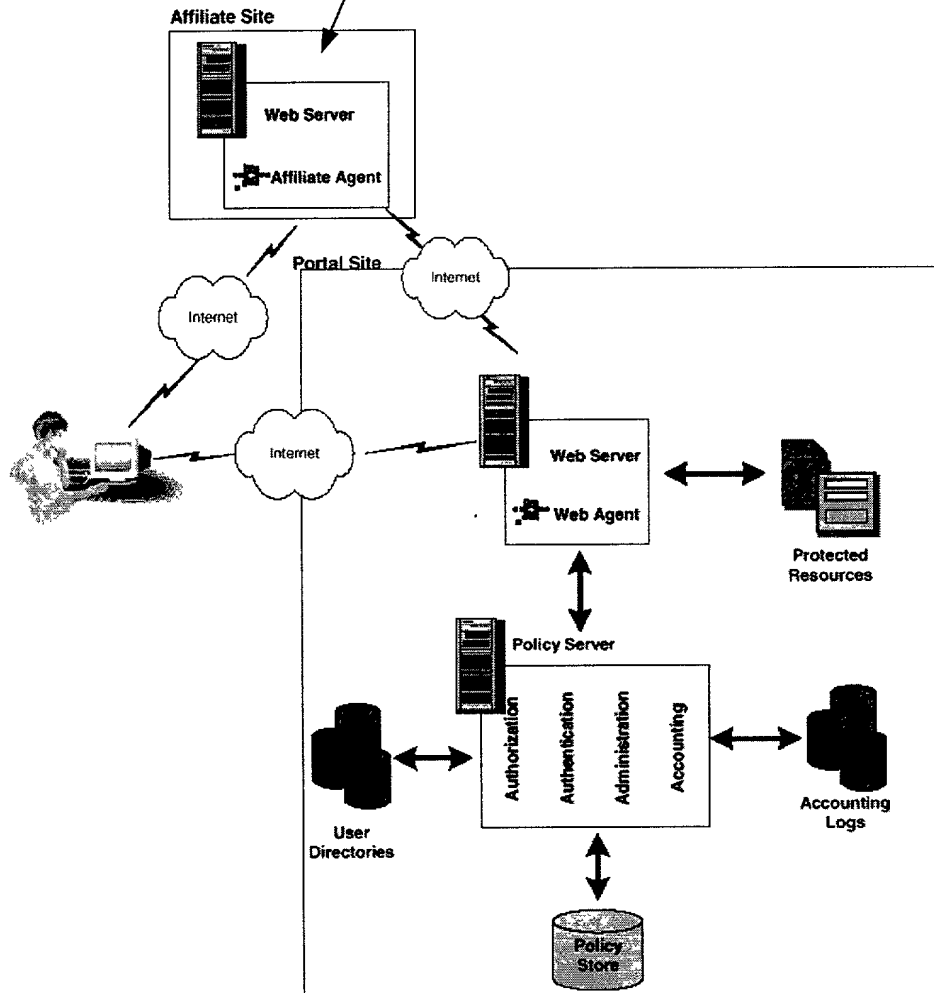 Affiliate Site
Web Server
Affiliate Agent
Portal Site
Internet
Internet
Internet
Web Server
Web Agent
Protected
Resources
Policy Server
Authorization
Authentication
Administration
Accounting
User
Directories
Accounting
Logs
Policy
Store